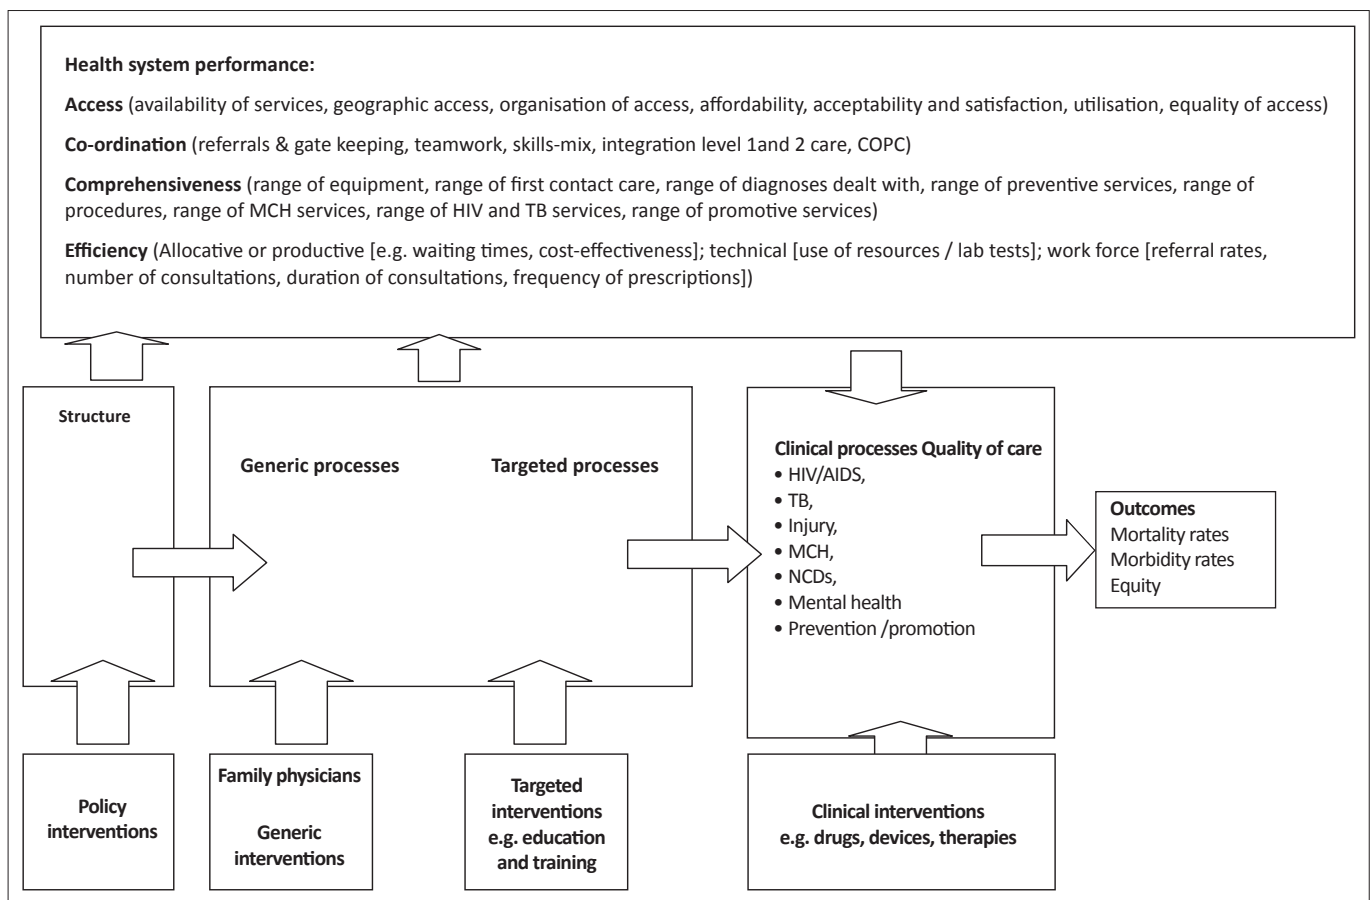 Health system performance:
Access (availability of services, geographic access, organisation of access, affordability, acceptability and satisfaction, utilisation, equality of access)
Co-ordination (referrals & gate keeping, teamwork, skills-mix, integration level 1and 2 care, COPC)
Comprehensiveness (range of equipment, range of first contact care, range of diagnoses dealt with, range of preventive services, range of
procedures, range of MCH services, range of HIV and TB services, range of promotive services)
Efficiency (Allocative or productive [e.g. waiting times, cost-effectiveness]; technical [use of resources / lab tests]; work force [referral rates,
number of consultations, duration of consultations, frequency of prescriptions])
Structure
Generic processes
Targeted processes
Clinical processes Quality of care
• HIV/AIDS,
• TB,
• Injury,
• MCH,
• NCDs,
• Mental health
• Prevention /promotion
Outcomes
Mortality rates
Morbidity rates
Equity
Policy
interventions
Family physicians
Generic
interventions
Targeted
interventions
e.g. education
and training
Clinical interventions
e.g. drugs, devices, therapies